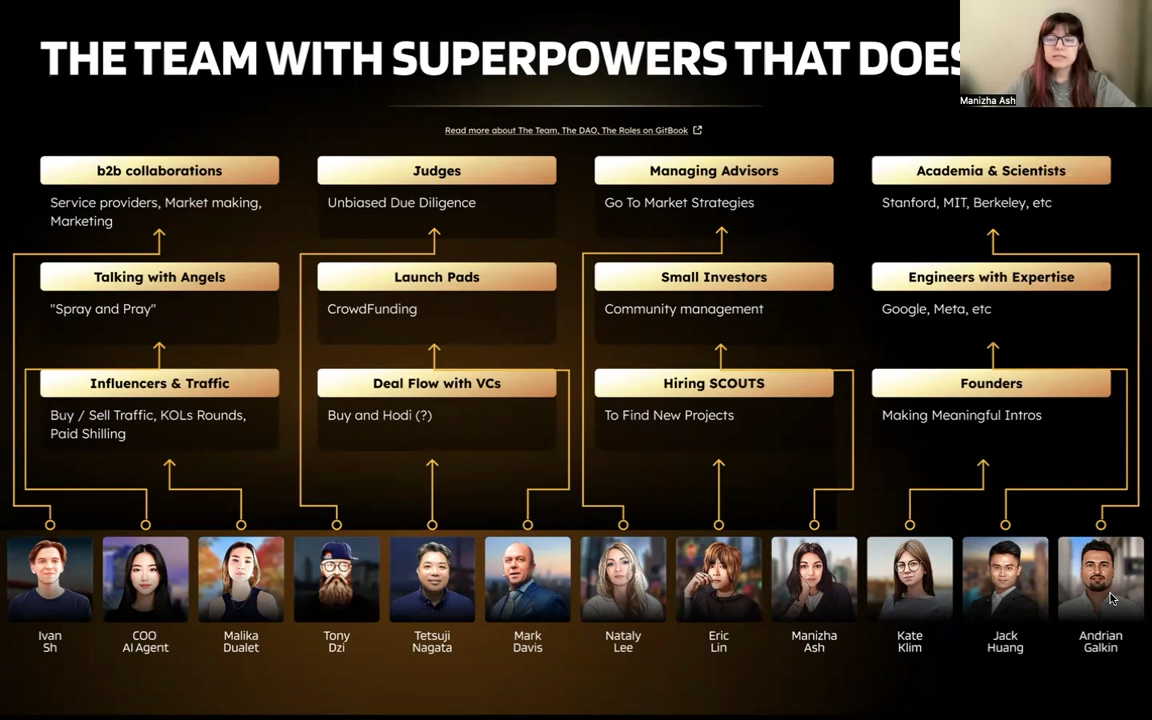 THE TEAM WITH SUPERPOWERS THAT DOES
Manizha Ash
Read more about The Team, The DAO, The Roles on GitBook
b2b collaborations
Service providers, Market making,
Marketing
Judges
Unbiased Due Diligence
Managing Advisors
Go To Market Strategies
Academia & Scientists
Stanford, MIT, Berkeley, etc
Talking with Angels
"Spray and Pray"
Launch Pads
CrowdFunding
Small Investors
Community management
Engineers with Expertise
Google, Meta, etc
Influencers & Traffic
Buy / Sell Traffic, KOLs Rounds,
Paid Shilling
Deal Flow with VCs
Buy and Hodi (?)
Hiring SCOUTS
To Find New Projects
Founders
Making Meaningful Intros
Ivan
Sh
COO
AI Agent
Malika
Dualet
Tony
Dzi
Tetsuji
Nagata
Mark
Davis
Nataly
Lee
Eric
Lin
Manizha
Ash
Kate
Klim
Jack
Huang
Andrian
Galkin